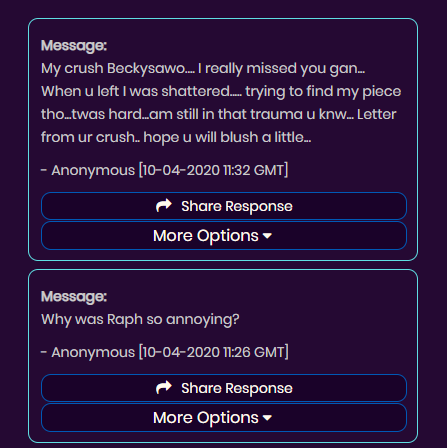 Message:
My crush Beckysawo.... I really missed you gan...
When u left I was shattered..... trying to find my piece
tho...twas hard...am still in that trauma u knw... Letter
from ur crush.. hope u will blush a little...
- Anonymous [10-04-2020 11:32 GMT]
Share Response
More Options
Message:
Why was Raph so annoying?
- Anonymous [10-04-2020 11:26 GMT]
Share Response
More Options